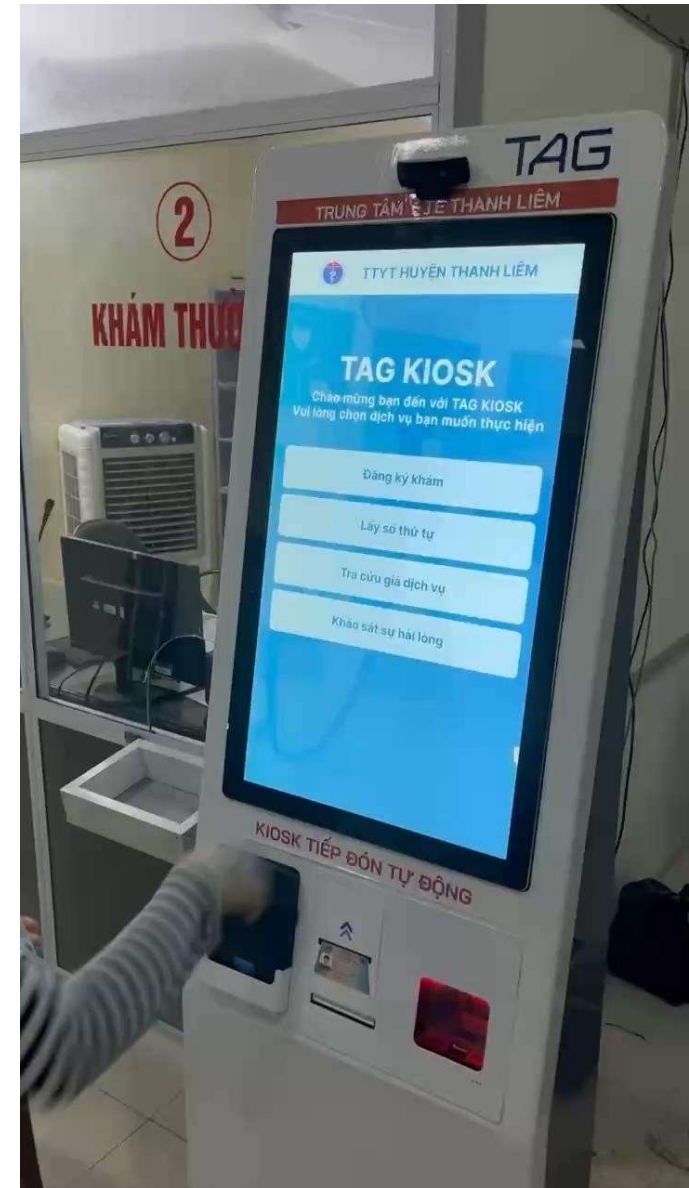 TAG
TRUNG TÂM Y TẾ THANH LIÊM
2
KHÁM THƯỜ
TTYT HUYỆN THANH LIÊM
TAG KIOSK
Chào mừng bạn đến với TAG KIOSK
Vui lòng chọn dịch vụ bạn muốn thực hiện
Đăng ký khám
Lấy số thứ tự
Tra cứu giá dịch vụ
Khảo sát sự hài lòng
KIOSK TIẾP ĐÓN TỰ ĐỘNG